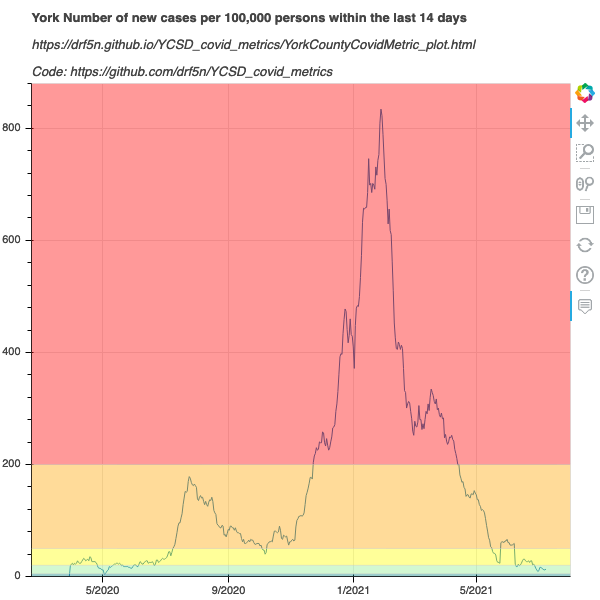 York Number of new cases per 100,000 persons within the last 14 days
https://drf5n.github.io/YCSD_covid_metrics/YorkCountyCovidMetric_plot.html
Code: https://github.com/drf5n/YCSD_covid_metrics
800
600
400
200
0
5/2020 9/2020 1/2021 5/2021